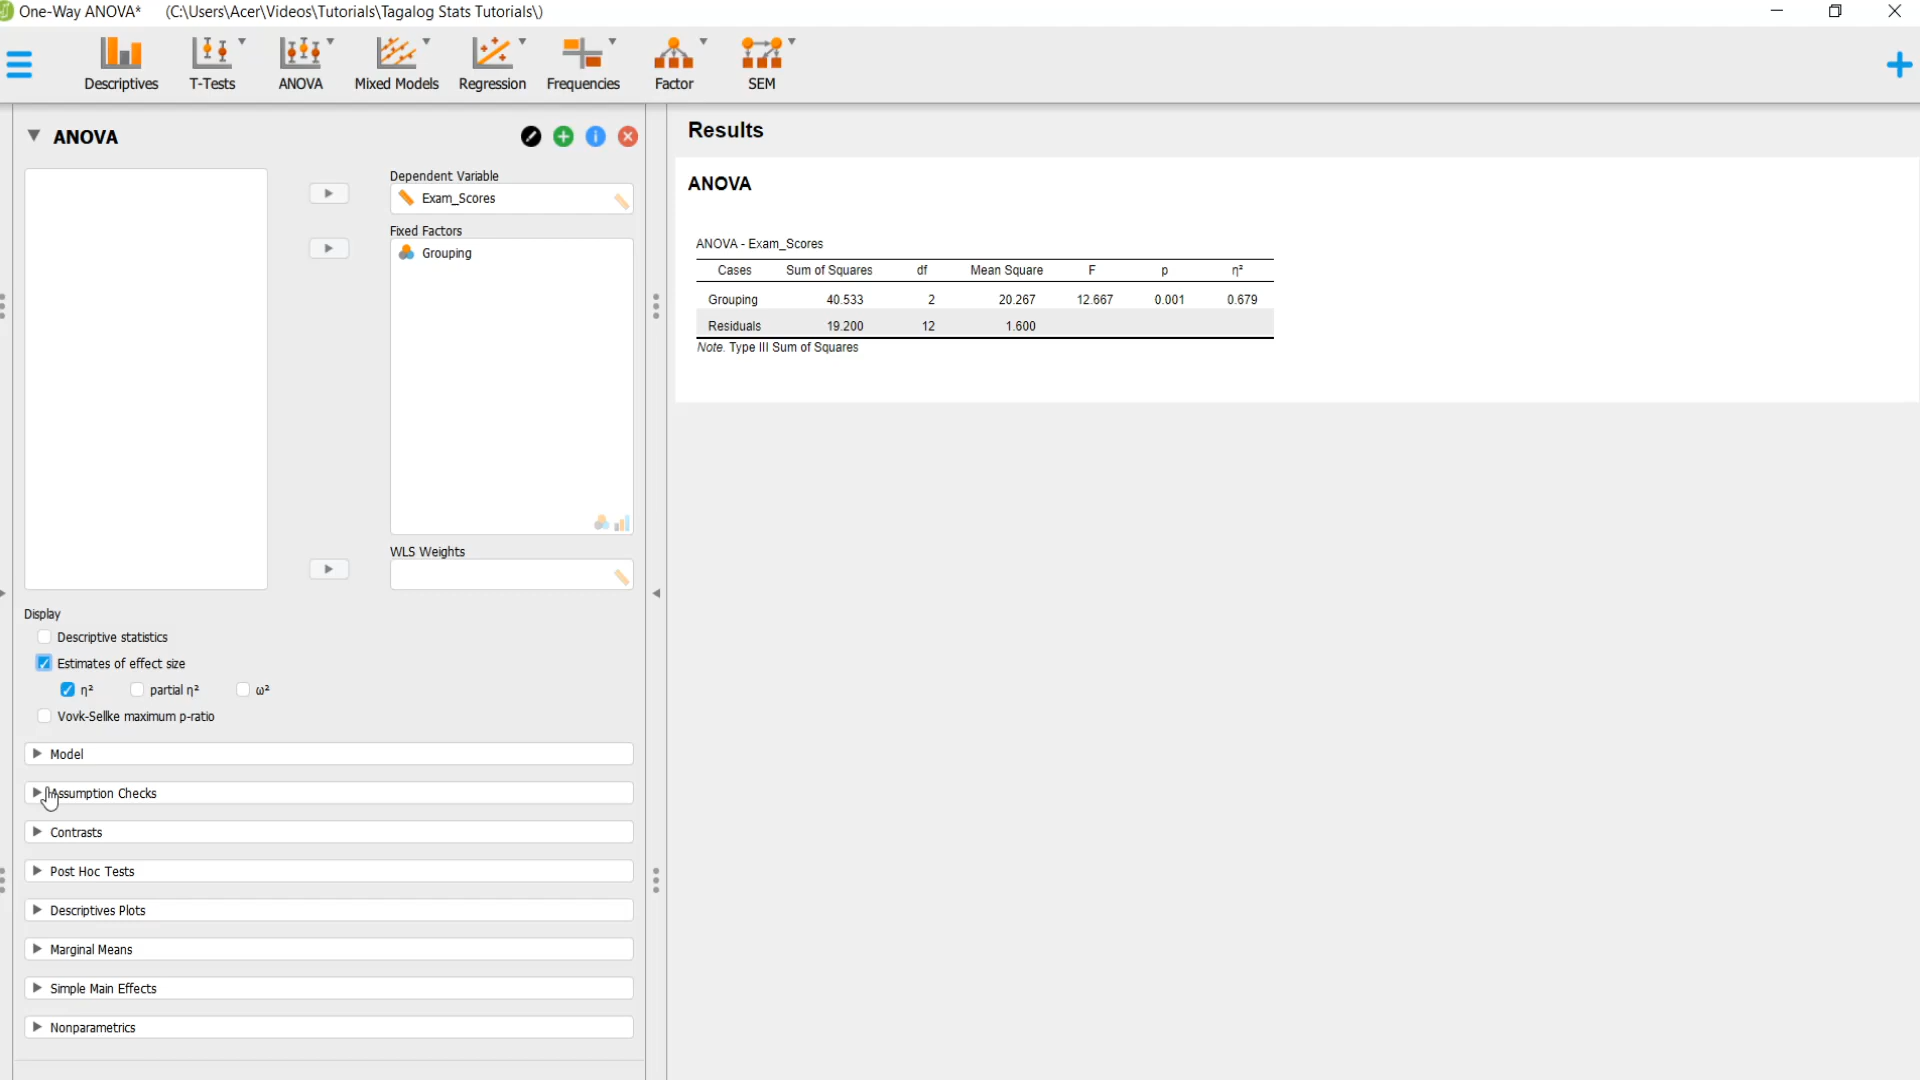 One-Way ANOVA* (C:\Users\Acer\Videos\Tutorials\Tagalog Stats Tutorials\)
Descriptives T-Tests ANOVA Mixed Models Regression Frequencies Factor SEM
ANOVA
Dependent Variable
Exam_Scores
Fixed Factors
Grouping
WLS Weights
Display
Descriptive statistics
Estimates of effect size
η² partial η² ω²
Vovk-Sellke maximum p-ratio
Model
Assumption Checks
Contrasts
Post Hoc Tests
Descriptives Plots
Marginal Means
Simple Main Effects
Nonparametrics
Results
ANOVA
ANOVA - Exam_Scores
Cases Sum of Squares df Mean Square F p η²
Grouping 40.533 2 20.267 12.667 0.001 0.679
Residuals 19.200 12 1.600
Note. Type III Sum of Squares